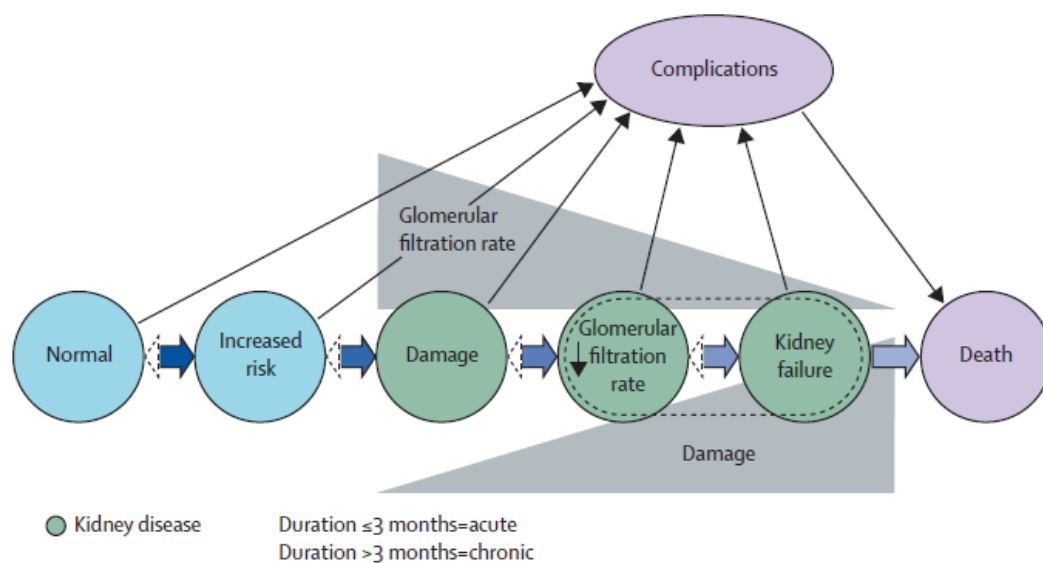 Complications
Glomerular
filtration rate
Normal
Increased
risk
Damage
↓ Glomerular
filtration
rate
Kidney
failure
Death
Damage
Kidney disease
Duration ≤3 months=acute
Duration >3 months=chronic